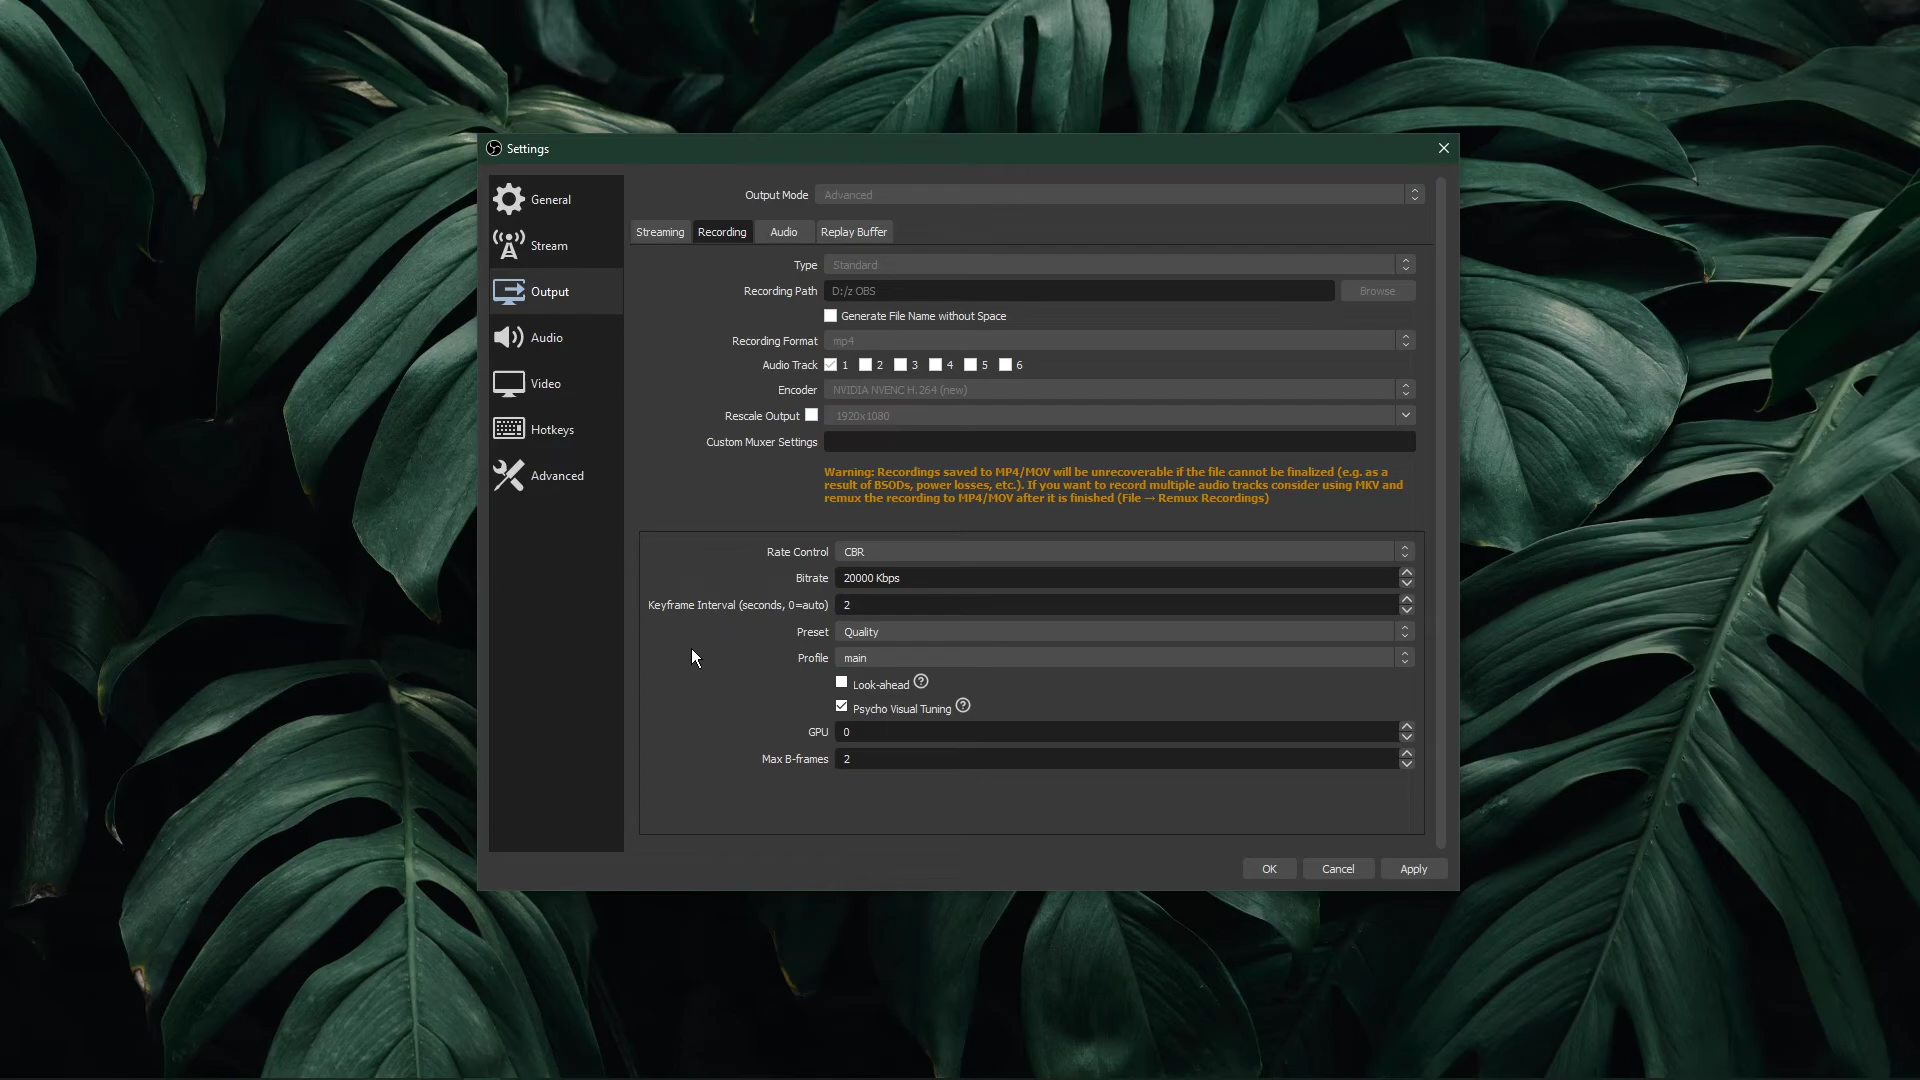 Settings
General
Stream
Output
Audio
Video
Hotkeys
Advanced
Output Mode Advanced
Streaming Recording Audio Replay Buffer
Type Standard
Recording Path D:/z OBS Browse
Generate File Name without Space
Recording Format mp4
Audio Track 1 2 3 4 5 6
Encoder NVIDIA NVENC H.264 (new)
Rescale Output 1920x1080
Custom Muxer Settings
Warning: Recordings saved to MP4/MOV will be unrecoverable if the file cannot be finalized (e.g. as a
result of BSODs, power losses, etc.). If you want to record multiple audio tracks consider using MKV and
remux the recording to MP4/MOV after it is finished (File → Remux Recordings)
Rate Control CBR
Bitrate 20000 Kbps
Keyframe Interval (seconds, 0=auto) 2
Preset Quality
Profile main
Look-ahead ?
Psycho Visual Tuning ?
GPU 0
Max B-frames 2
OK Cancel Apply